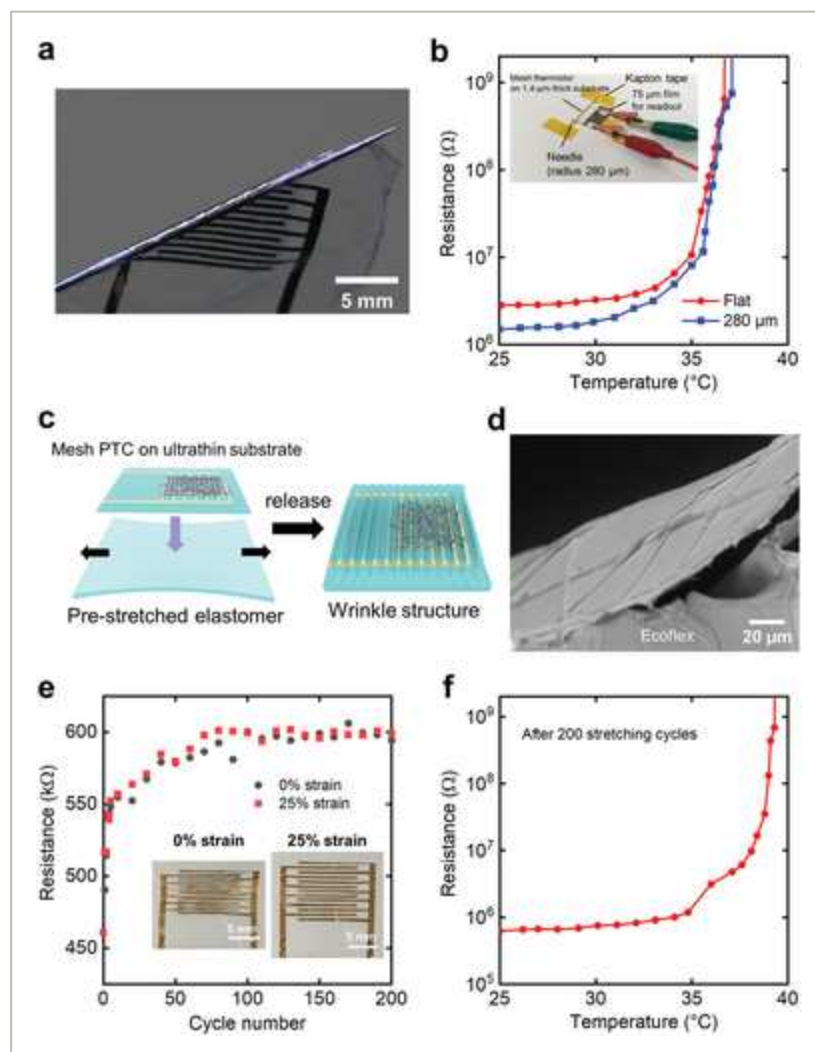 a
5 mm
b
Resistance (Ω)
10⁹
10⁸
10⁷
10⁶
Mesh thermistor
on 1.4 μm thick substrate
Kapton tape
75 μm film
for readout
Needle
(radius 280 μm)
Flat
280 μm
25
30
35
40
Temperature (°C)
c
Mesh PTC on ultrathin substrate
release
Pre-stretched elastomer
Wrinkle structure
d
Ecoflex
20 μm
e
Resistance (kΩ)
600
550
500
450
0% strain
25% strain
0% strain
25% strain
5 mm
5 mm
0
50
100
150
200
Cycle number
f
Resistance (Ω)
10⁹
10⁸
10⁷
10⁶
10⁵
After 200 stretching cycles
25
30
35
40
Temperature (°C)